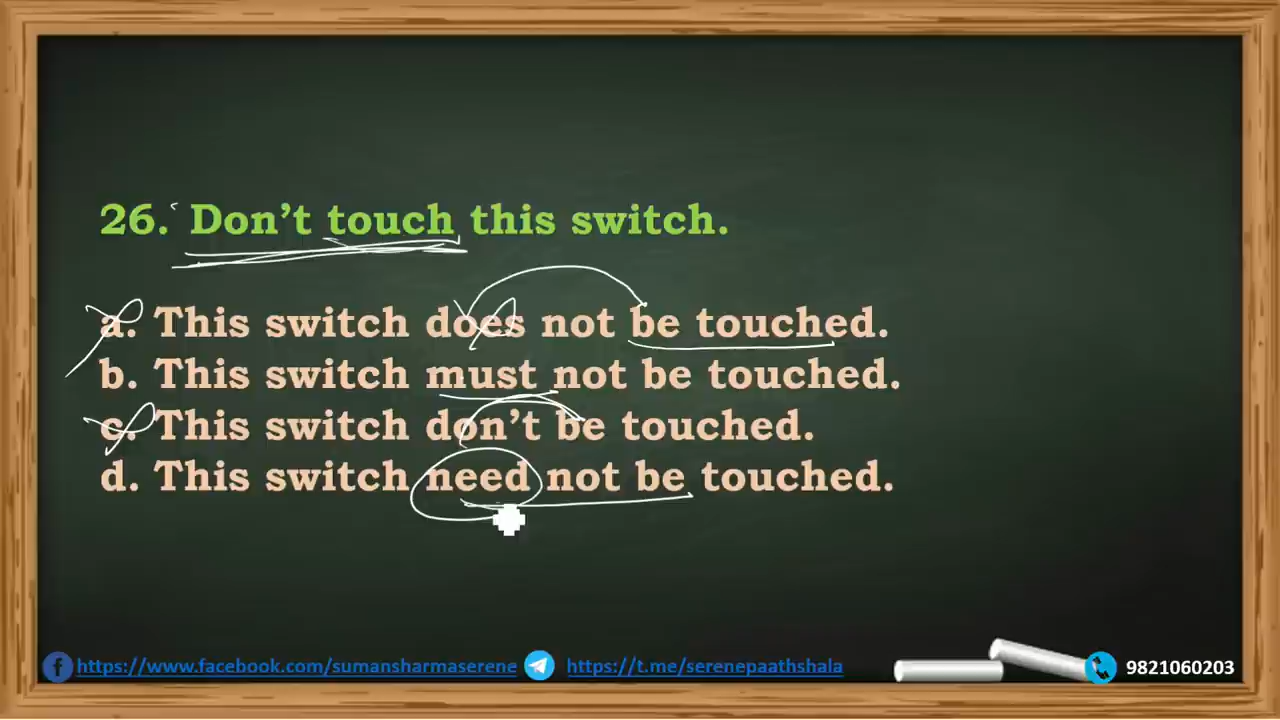 26. Don't touch this switch.
a. This switch does not be touched.
b. This switch must not be touched.
c. This switch don't be touched.
d. This switch need not be touched.
https://www.facebook.com/sumansharmaserene https://t.me/serenepaathshala 9821060203